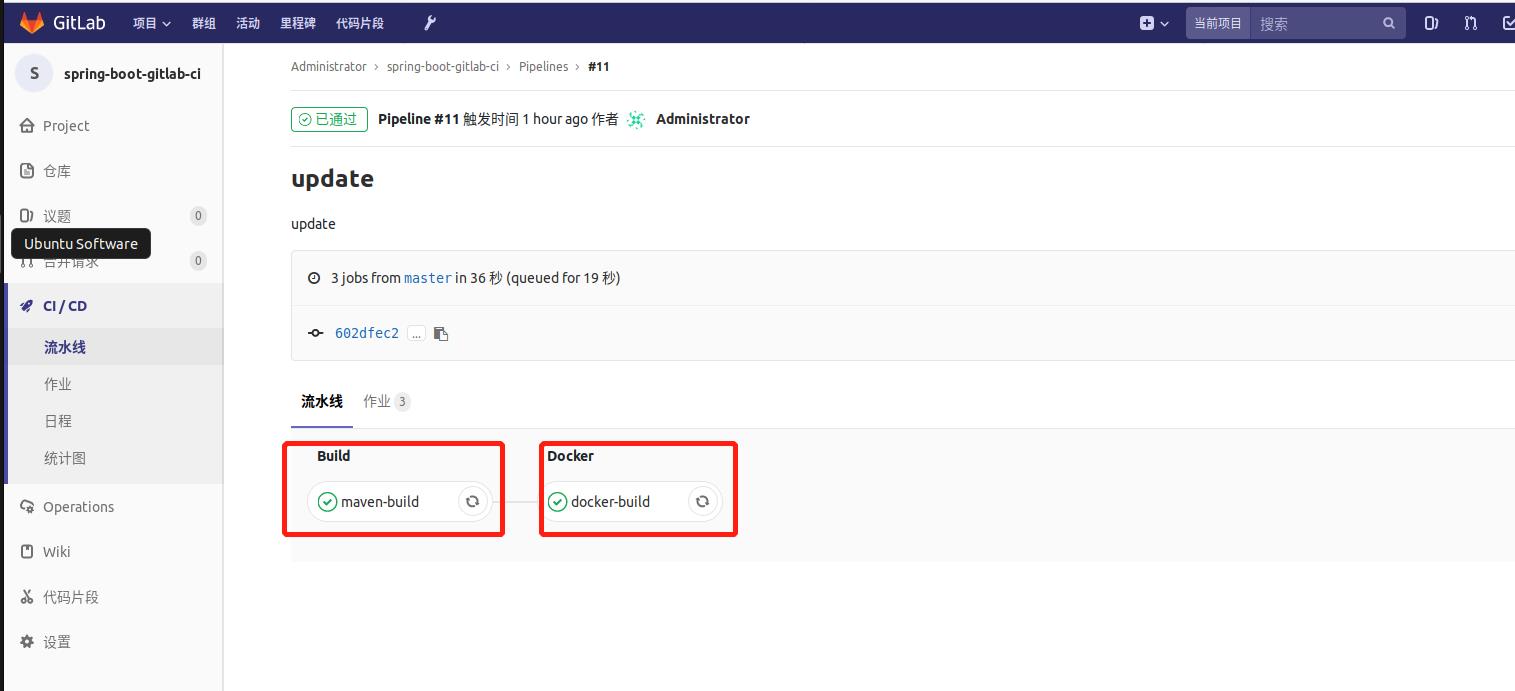 GitLab 项目 群组 活动 里程碑 代码片段 当前项目 搜索
S spring-boot-gitlab-ci
Project
仓库
议题 0
Ubuntu Software
合并请求 0
CI / CD
流水线
作业
日程
统计图
Operations
Wiki
代码片段
设置
Administrator › spring-boot-gitlab-ci › Pipelines › #11
已通过 Pipeline #11 触发时间 1 hour ago 作者 Administrator
update
update
3 jobs from master in 36 秒 (queued for 19 秒)
602dfec2 ...
流水线 作业 3
Build Docker
maven-build docker-build